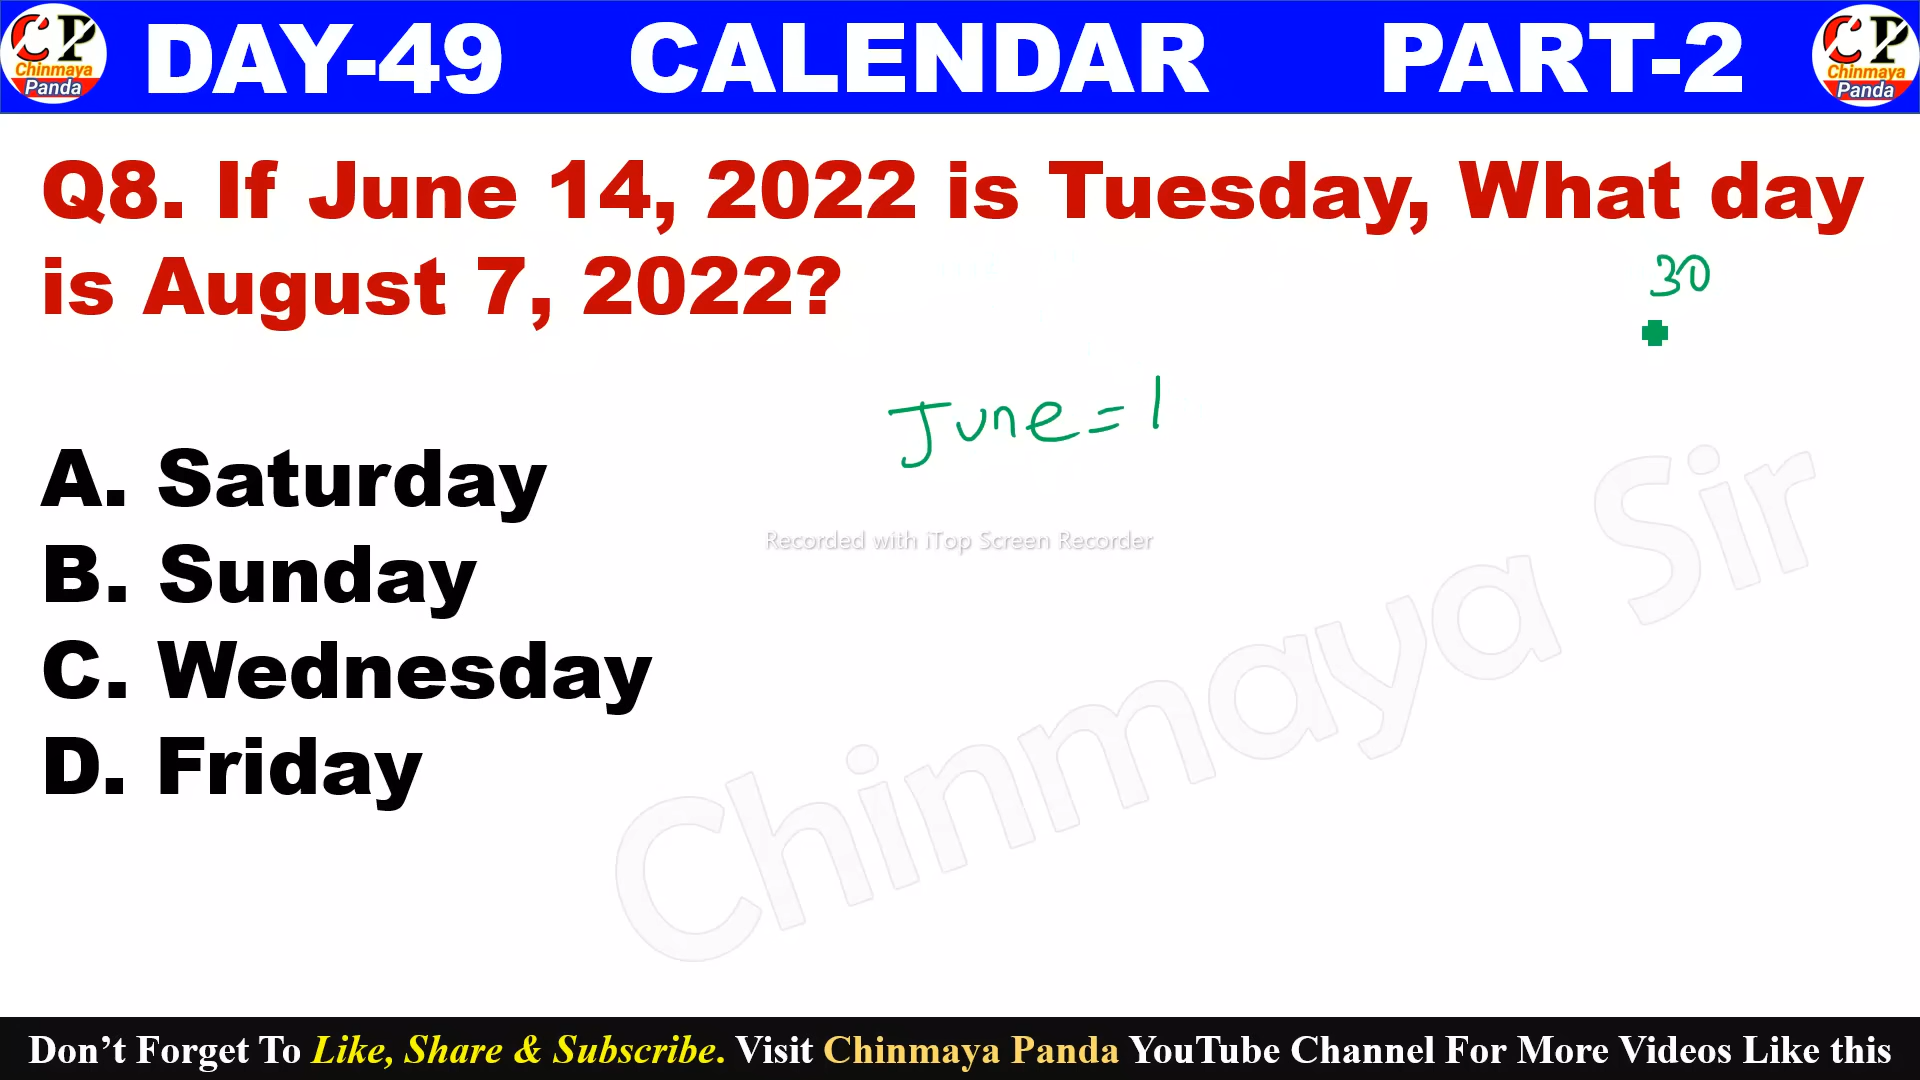 CP Chinmaya Panda
DAY-49 CALENDAR PART-2
CP Chinmaya Panda
Q8. If June 14, 2022 is Tuesday, What day
is August 7, 2022?
30
June = 1
A. Saturday
Recorded with iTop Screen Recorder
B. Sunday
C. Wednesday
D. Friday
Chinmaya Sir
Don’t Forget To Like, Share & Subscribe. Visit Chinmaya Panda YouTube Channel For More Videos Like this